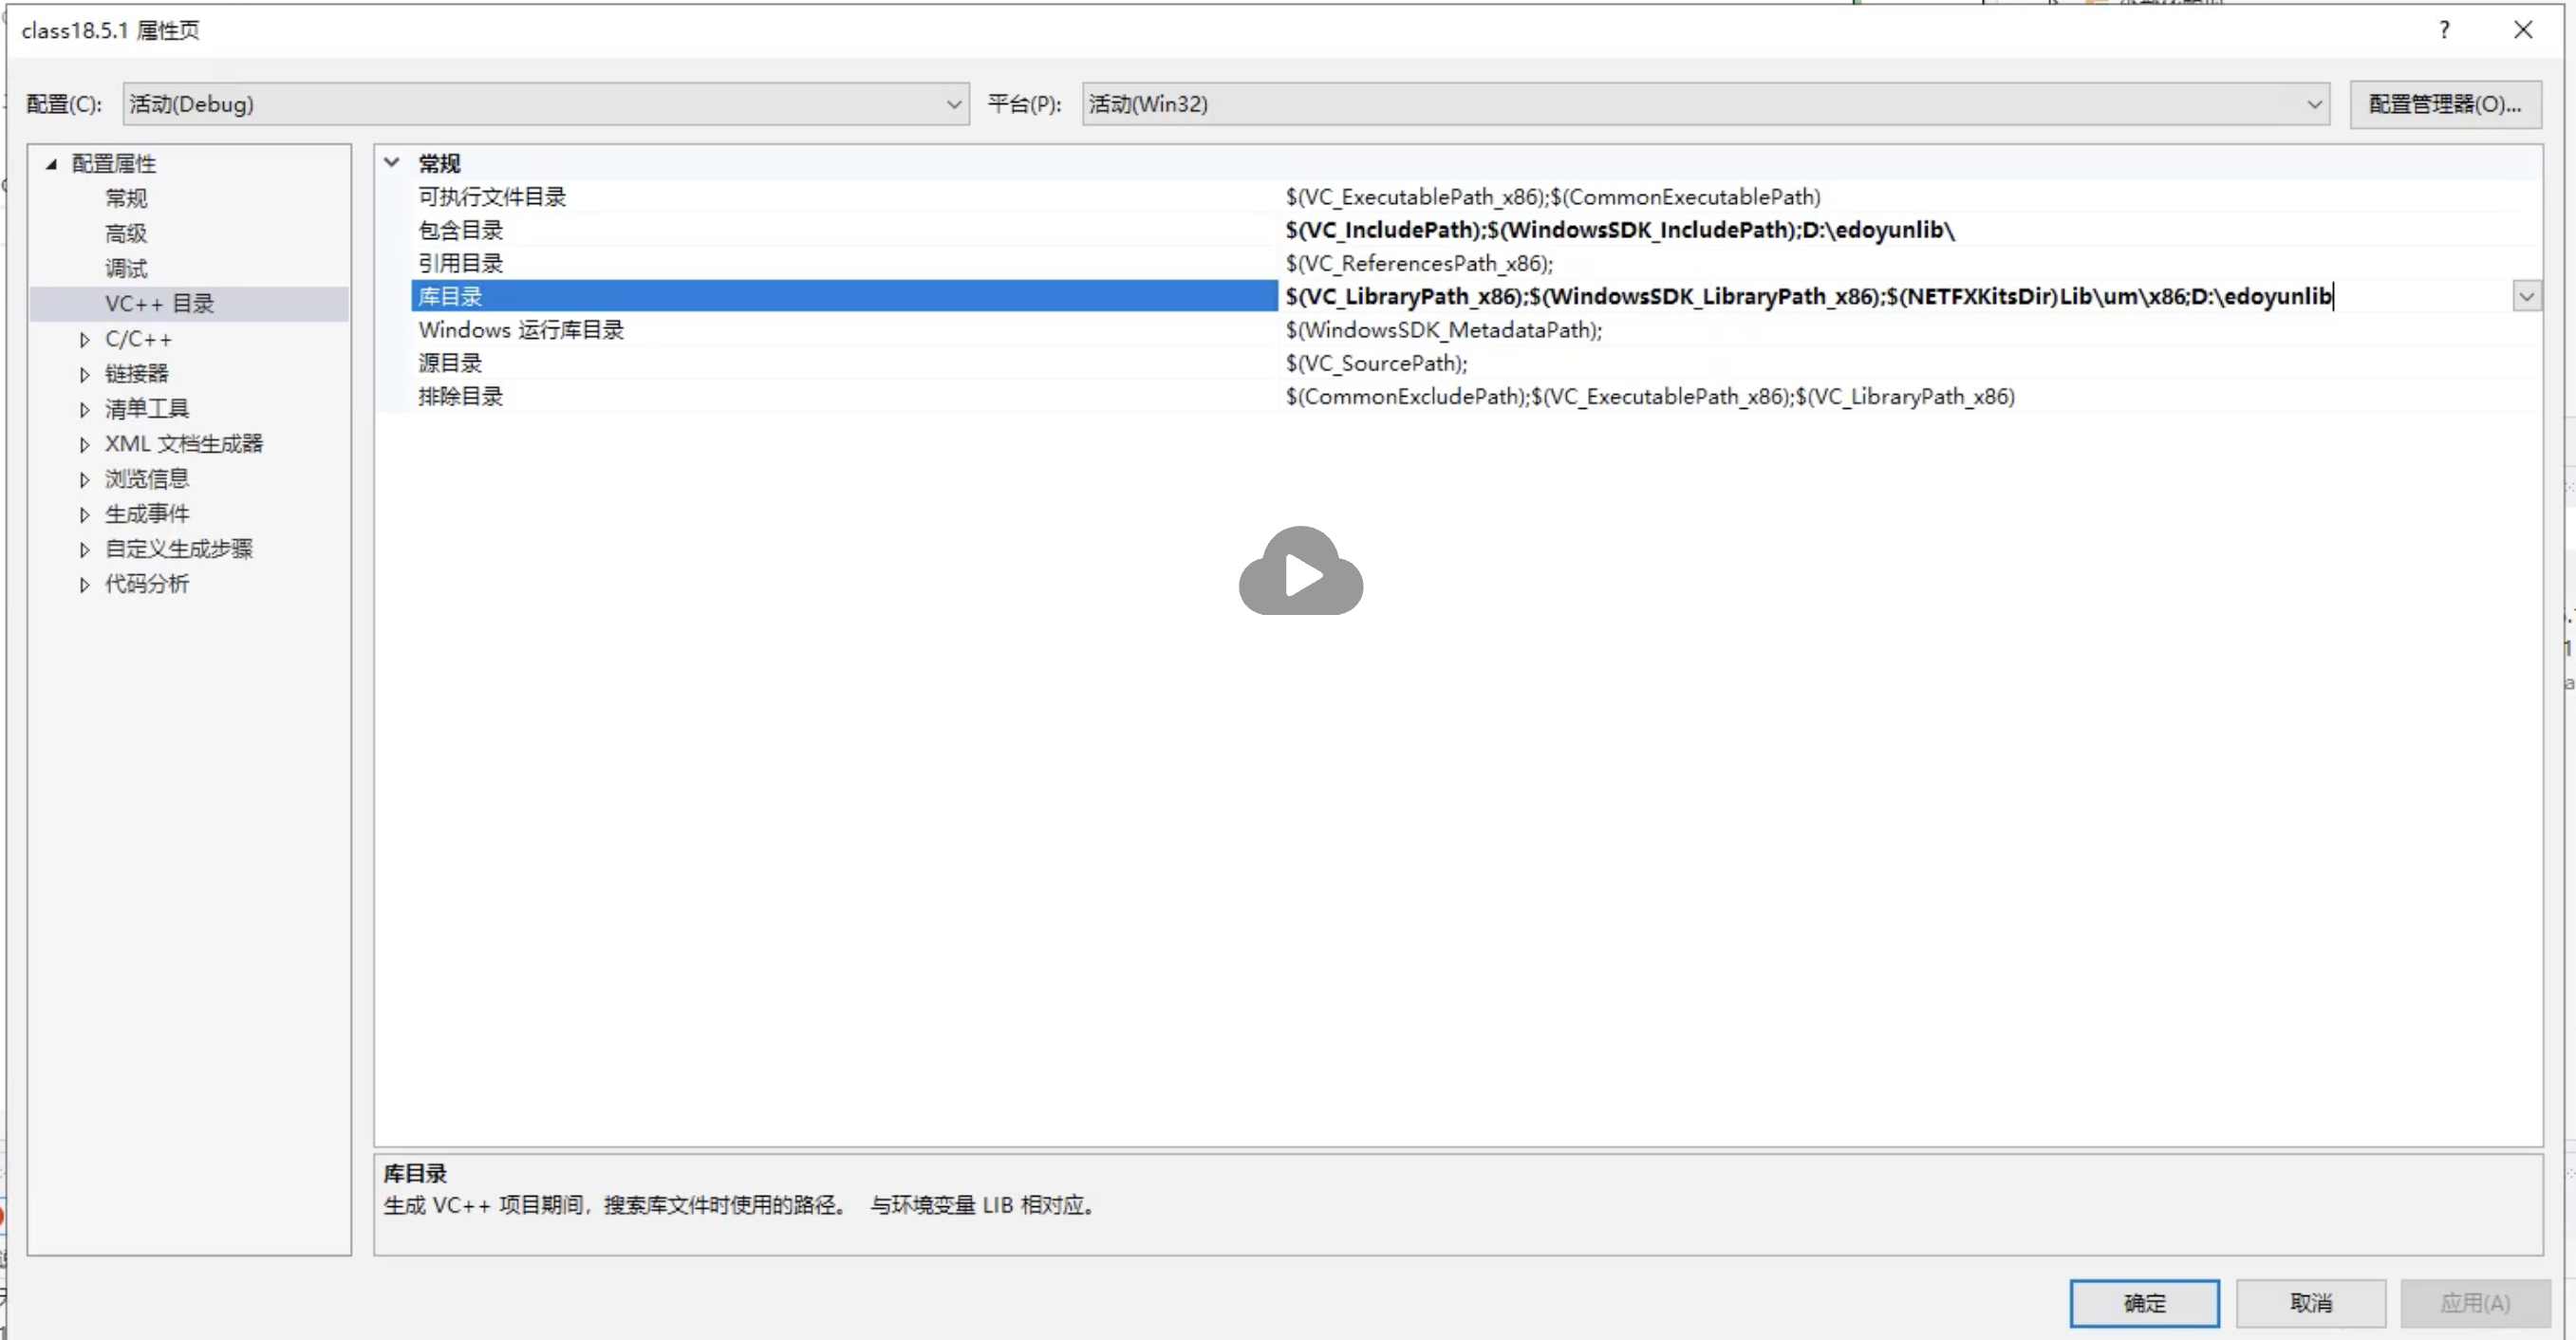 class18.5.1 属性页
配置(C): 活动(Debug) 平台(P): 活动(Win32) 配置管理器(O)...
配置属性
常规
高级
调试
VC++ 目录
C/C++
链接器
清单工具
XML 文档生成器
浏览信息
生成事件
自定义生成步骤
代码分析
常规
可执行文件目录 $(VC_ExecutablePath_x86);$(CommonExecutablePath)
包含目录 $(VC_IncludePath);$(WindowsSDK_IncludePath);D:\edoyunlib\
引用目录 $(VC_ReferencesPath_x86);
库目录 $(VC_LibraryPath_x86);$(WindowsSDK_LibraryPath_x86);$(NETFXKitsDir)Lib\um\x86;D:\edoyunlib
Windows 运行库目录 $(WindowsSDK_MetadataPath);
源目录 $(VC_SourcePath);
排除目录 $(CommonExcludePath);$(VC_ExecutablePath_x86);$(VC_LibraryPath_x86)
库目录
生成 VC++ 项目期间，搜索库文件时使用的路径。 与环境变量 LIB 相对应。
确定 取消 应用(A)